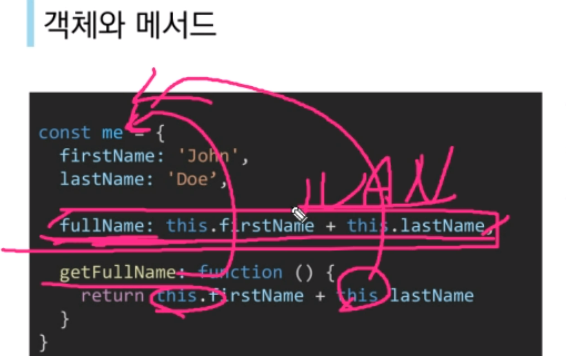 객체와 메서드
const me = {
firstName: 'John',
lastName: 'Doe',
NAN
fullName: this.firstName + this.lastName,
getFullName: function () {
return this.firstName + this.lastName
}
}